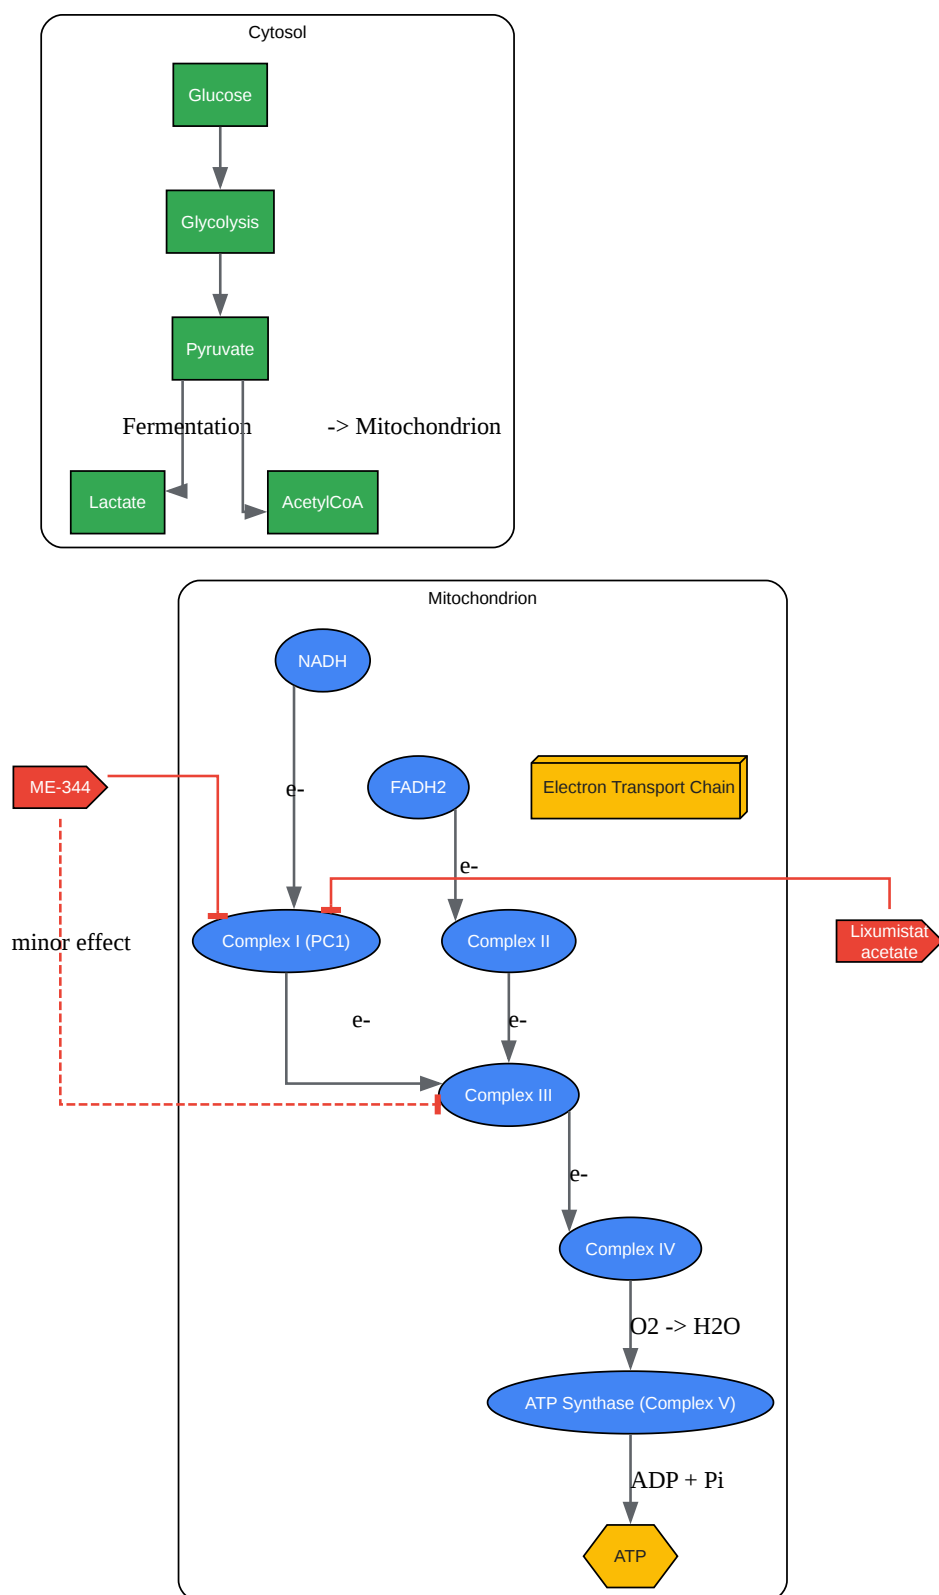 Cytosol
Glucose
Glycolysis
Pyruvate
Fermentation
-> Mitochondrion
Lactate
AcetylCoA
Mitochondrion
NADH
ME-344
e-
FADH2
Electron Transport Chain
e-
minor effect
Complex I (PC1)
Complex II
Lixumistat
acetate
e-
e-
Complex III
e-
Complex IV
O2 -> H2O
ATP Synthase (Complex V)
ADP + Pi
ATP